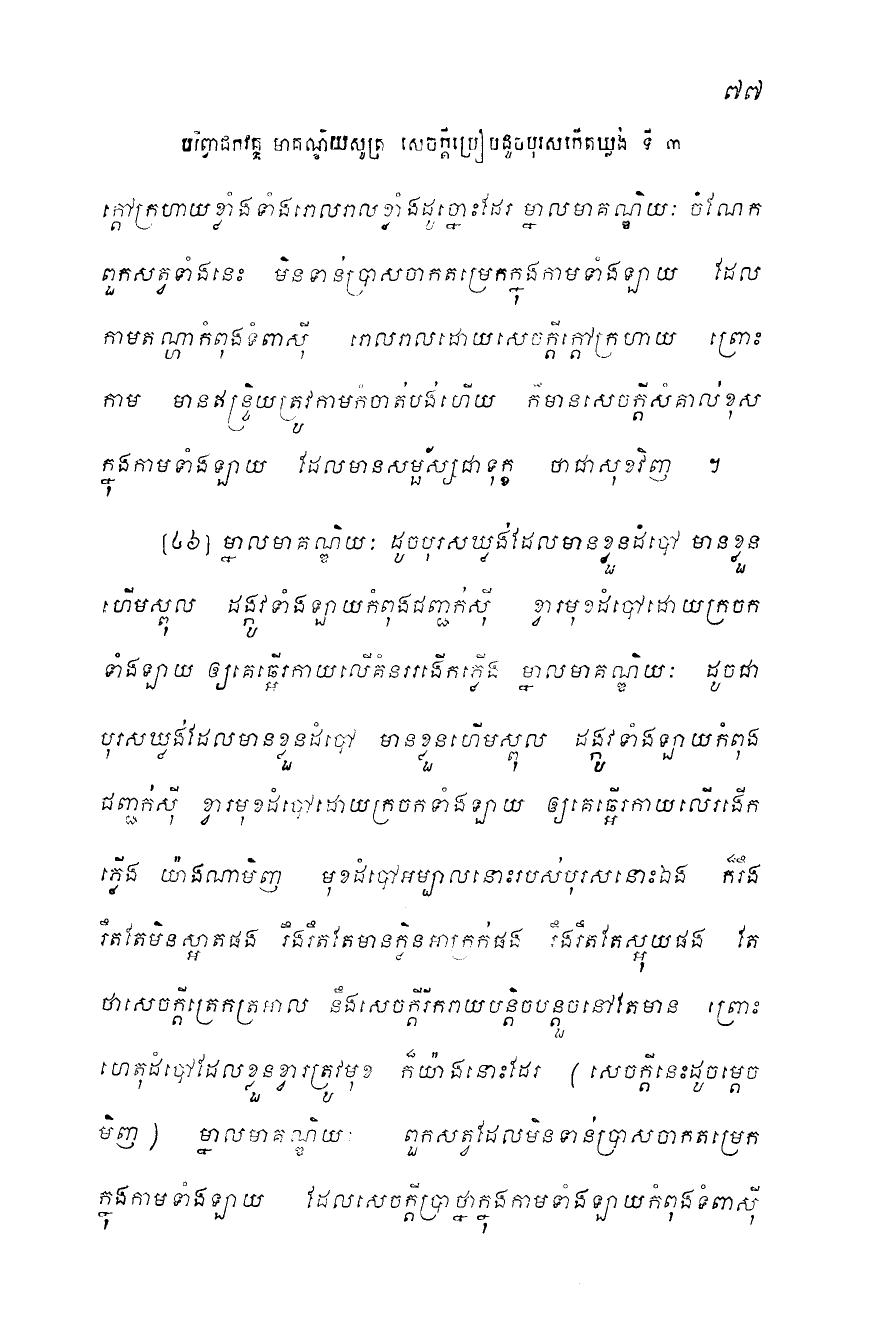 ៧៧
បរិព្វាជកវគ្គ មាគណ្ឌិយសូត្រ សេចក្តីប្រៀបដូចបុរសកើតឃ្លង់ ទី ៣
ក្តៅក្រហាយខ្លាំងទាំងរោលរាលខ្លាំងដូច្នោះដែរ ម្នាលមាគណ្ឌិយៈ ចំណែក
ពួកសត្វទាំងនេះ មិនទាន់ប្រាសចាកតម្រេកក្នុងកាមទាំងឡាយ ដែល
កាមតណ្ហាកំពុងទំពាស៊ី រោលរាលដោយសេចក្តីក្តៅក្រហាយ ព្រោះ
កាម មានឥន្ទ្រិយត្រូវកាមកំចាត់បង់ហើយ ក៏មានសេចក្តីសំគាល់ខុស
ក្នុងកាមទាំងឡាយ ដែលមានសម្ផ័ស្សជាទុក្ខ ថាជាសុខវិញ ។
(៤៦) ម្នាលមាគណ្ឌិយៈ ដូចបុរសឃ្លង់ដែលមានខ្លួនដំបៅ មានខ្លួន
ហើមស្ពុល ដង្កូវទាំងឡាយកំពុងជញ្ជក់ស៊ី ខ្វារមុខដំបៅដោយក្រចក
ទាំងឡាយ ឲ្យគេធ្អើរកាយលើគំនររងើកភ្លើង ម្នាលមាគណ្ឌិយៈ ដូចជា
បុរសឃ្លង់ដែលមានខ្លួនដំបៅ មានខ្លួនហើមស្ពុល ដង្កូវទាំងឡាយកំពុង
ជញ្ជក់ស៊ី ខ្វារមុខដំបៅដោយក្រចកទាំងឡាយ ឲ្យគេធ្អើរកាយលើរងើក
ភ្លើង យ៉ាងណាមិញ មុខដំបៅអម្បាលនោះរបស់បុរសនោះឯង ក៏រឹង
រឹតតែមិនស្អាតផង រឹងរឹតតែមានក្លិនអាក្រក់ផង រឹងរឹតតែស្អុយផង តែ
ថាសេចក្តីត្រេកត្រអាល នឹងសេចក្តីរីករាយបន្តិចបន្តួចនៅតែមាន ព្រោះ
ហេតុដំបៅដែលខ្លួនខ្វារត្រូវមុខ ក៏យ៉ាងនោះដែរ (សេចក្តីនេះដូចម្តេច
មិញ) ម្នាលមាគណ្ឌិយៈ ពួកសត្វដែលមិនទាន់ប្រាសចាកតម្រេក
ក្នុងកាមទាំងឡាយ ដែលសេចក្តីប្រាថ្នាក្នុងកាមទាំងឡាយកំពុងទំពាស៊ី